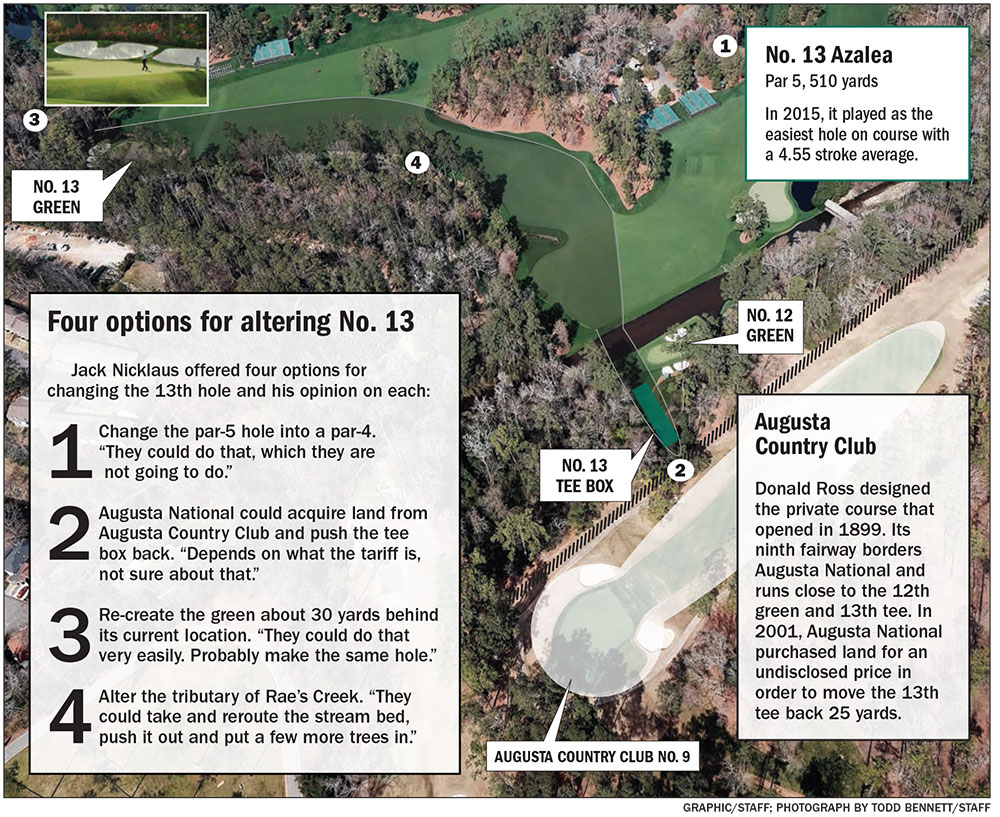 1
No. 13 Azalea
Par 5, 510 yards
In 2015, it played as the
easiest hole on course with
a 4.55 stroke average.
3
4
NO. 13
GREEN
NO. 12
GREEN
Four options for altering No. 13
Jack Nicklaus offered four options for
changing the 13th hole and his opinion on each:
1 Change the par-5 hole into a par-4.
“They could do that, which they are
not going to do.”
2 Augusta National could acquire land from
Augusta Country Club and push the tee
box back. “Depends on what the tariff is,
not sure about that.”
3 Re-create the green about 30 yards behind
its current location. “They could do that
very easily. Probably make the same hole.”
4 Alter the tributary of Rae’s Creek. “They
could take and reroute the stream bed,
push it out and put a few more trees in.”
NO. 13
TEE BOX
2
Augusta
Country Club
Donald Ross designed
the private course that
opened in 1899. Its
ninth fairway borders
Augusta National and
runs close to the 12th
green and 13th tee. In
2001, Augusta National
purchased land for an
undisclosed price in
order to move the 13th
tee back 25 yards.
AUGUSTA COUNTRY CLUB NO. 9
GRAPHIC/STAFF; PHOTOGRAPH BY TODD BENNETT/STAFF